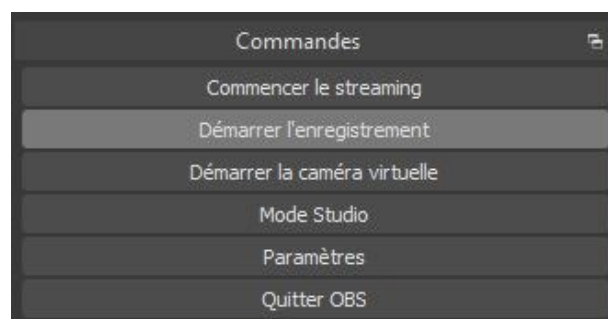 Commandes
Commencer le streaming
Démarrer l'enregistrement
Démarrer la caméra virtuelle
Mode Studio
Paramètres
Quitter OBS